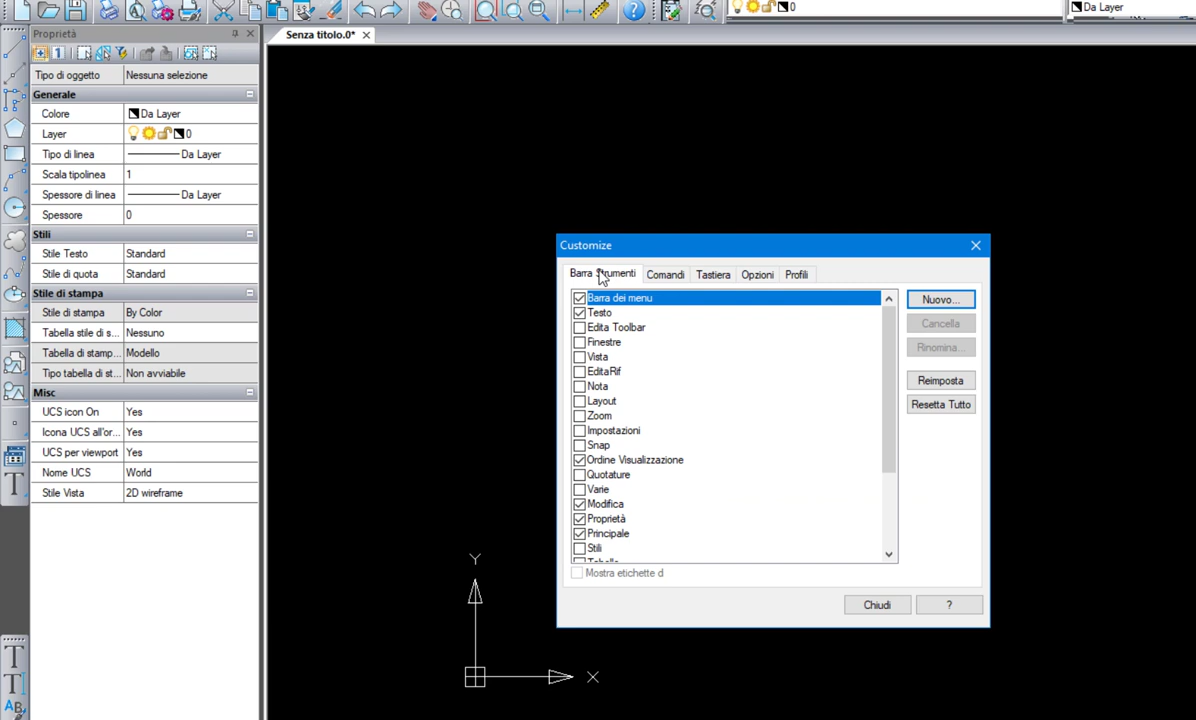 0
Da Layer
Proprietà
Senza titolo.0*
Tipo di oggetto Nessuna selezione
Generale
Colore Da Layer
Layer 0
Tipo di linea Da Layer
Scala tipolinea 1
Spessore di linea Da Layer
Spessore 0
Stili
Stile Testo Standard
Stile di quota Standard
Stile di stampa
Stile di stampa By Color
Tabella stile di s... Nessuno
Tabella di stamp... Modello
Tipo tabella di st... Non avviabile
Misc
UCS icon On Yes
Icona UCS all'or... Yes
UCS per viewport Yes
Nome UCS World
Stile Vista 2D wireframe
Customize
Barra Strumenti Comandi Tastiera Opzioni Profili
Barra dei menu
Testo
Edita Toolbar
Finestre
Vista
EditaRif
Nota
Layout
Zoom
Impostazioni
Snap
Ordine Visualizzazione
Quotature
Varie
Modifica
Proprietà
Principale
Stili
Nuovo...
Cancella
Rinomina...
Reimposta
Resetta Tutto
Mostra etichette d
Chiudi ?
Y
X